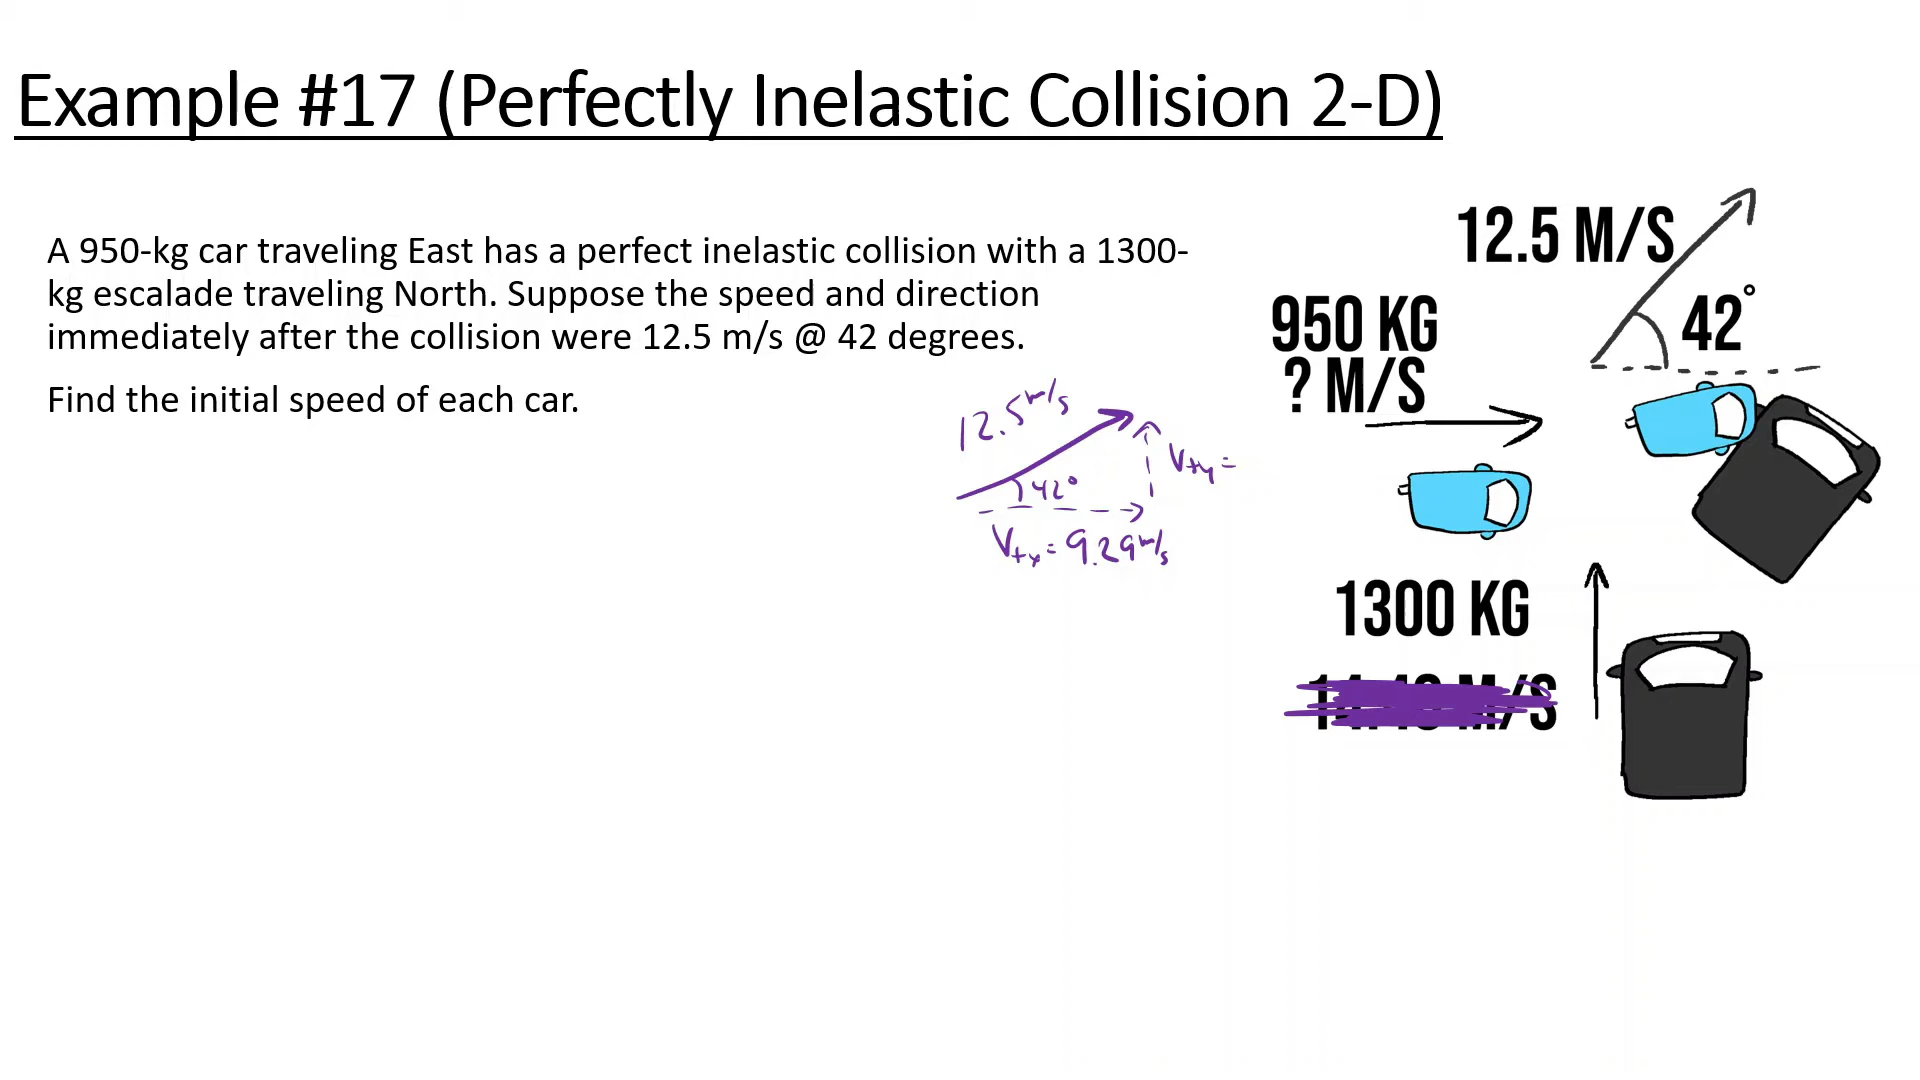 Example #17 (Perfectly Inelastic Collision 2-D)
A 950-kg car traveling East has a perfect inelastic collision with a 1300-
kg escalade traveling North. Suppose the speed and direction
immediately after the collision were 12.5 m/s @ 42 degrees.
Find the initial speed of each car.
12.5 m/s
42°
Vfy =
Vfx = 9.29 m/s
12.5 M/S
42°
950 KG
? M/S
1300 KG